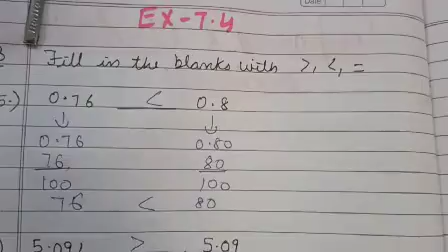 Date
EX-7.4
Fill in the blanks with >, <, =
5.) 0.76 < 0.8
↓ ↓
0.76 0.80
76 80
100 100
76 < 80
5.091 > 5.09